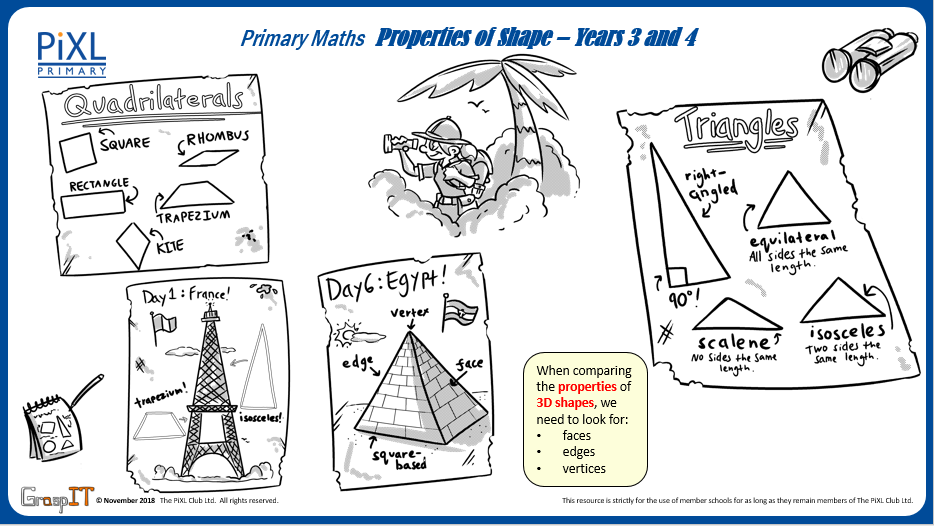 PiXL
PRIMARY
Primary Maths Properties of Shape – Years 3 and 4
Quadrilaterals
SQUARE
RHOMBUS
RECTANGLE
TRAPEZIUM
KITE
Triangles
right-
angled
90°!
equilateral
All sides the same
length.
scalene
No sides the same
length.
isosceles
Two sides the
same length.
Day 1: France!
trapezium!
isosceles!
Day 6: Egypt!
vertex
edge
face
square-
based
When comparing
the properties of
3D shapes, we
need to look for:
• faces
• edges
• vertices
GraspIT
© November 2018 The PiXL Club Ltd. All rights reserved.
This resource is strictly for the use of member schools for as long as they remain members of The PiXL Club Ltd.